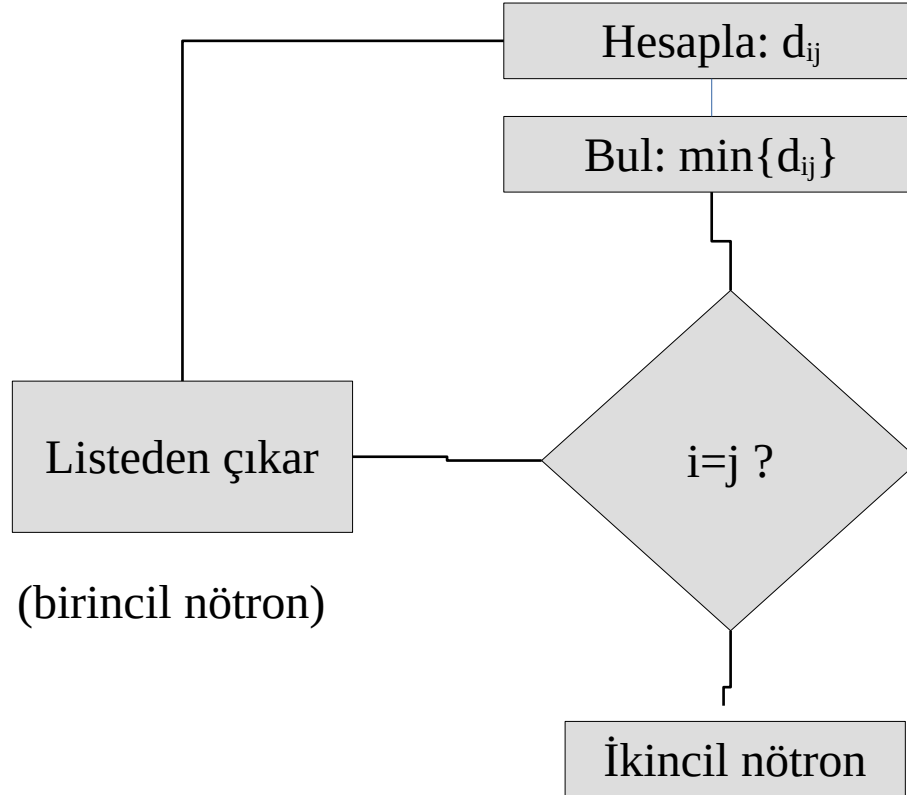 Hesapla: dij
Bul: min{dij}
i=j ?
Listeden çıkar
(birincil nötron)
İkincil nötron